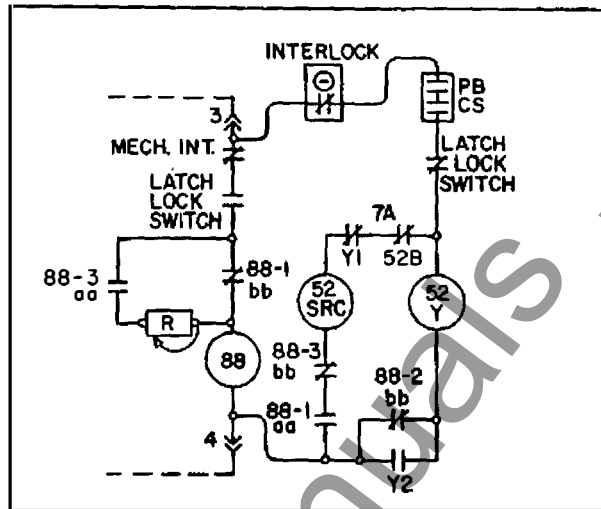 INTERLOCK
PB
CS
3
MECH. INT.
LATCH
LOCK
SWITCH
LATCH
LOCK
SWITCH
7A
Y1
52B
88-3
aa
88-1
bb
R
52
SRC
52
Y
88
88-3
bb
88-2
bb
88-1
aa
4
Y2
nuals